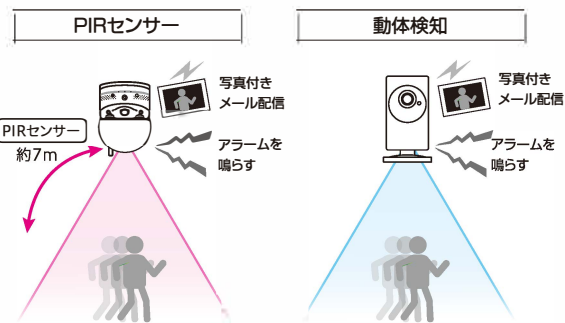 PIRセンサー
動体検知
写真付き
メール配信
アラームを
鳴らす
PIRセンサー
約7m
写真付き
メール配信
アラームを
鳴らす